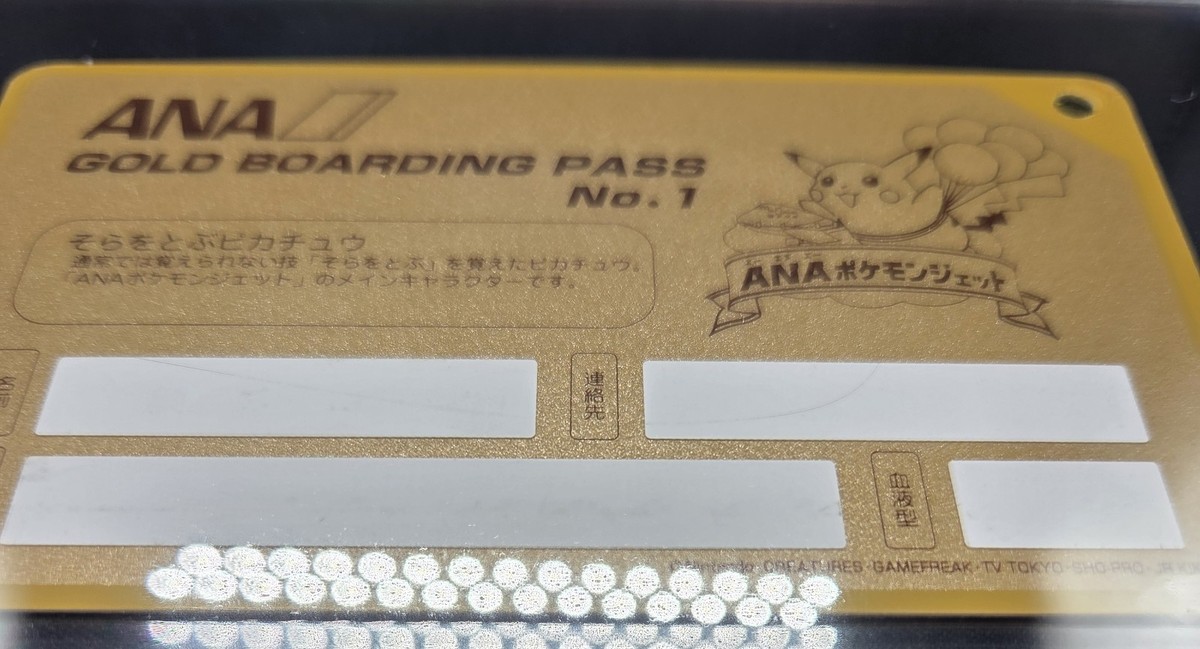 ANA
GOLD BOARDING PASS
No.1
そらをとぶピカチュウ
通常では覚えられない技「そらをとぶ」を覚えたピカチュウ。
「ANAポケモンジェット」のメインキャラクターです。
ANAポケモンジェット
連絡先
血液型
Nintendo CREATURES・GAMEFREAK・TV TOKYO・SHO-PRO・JR